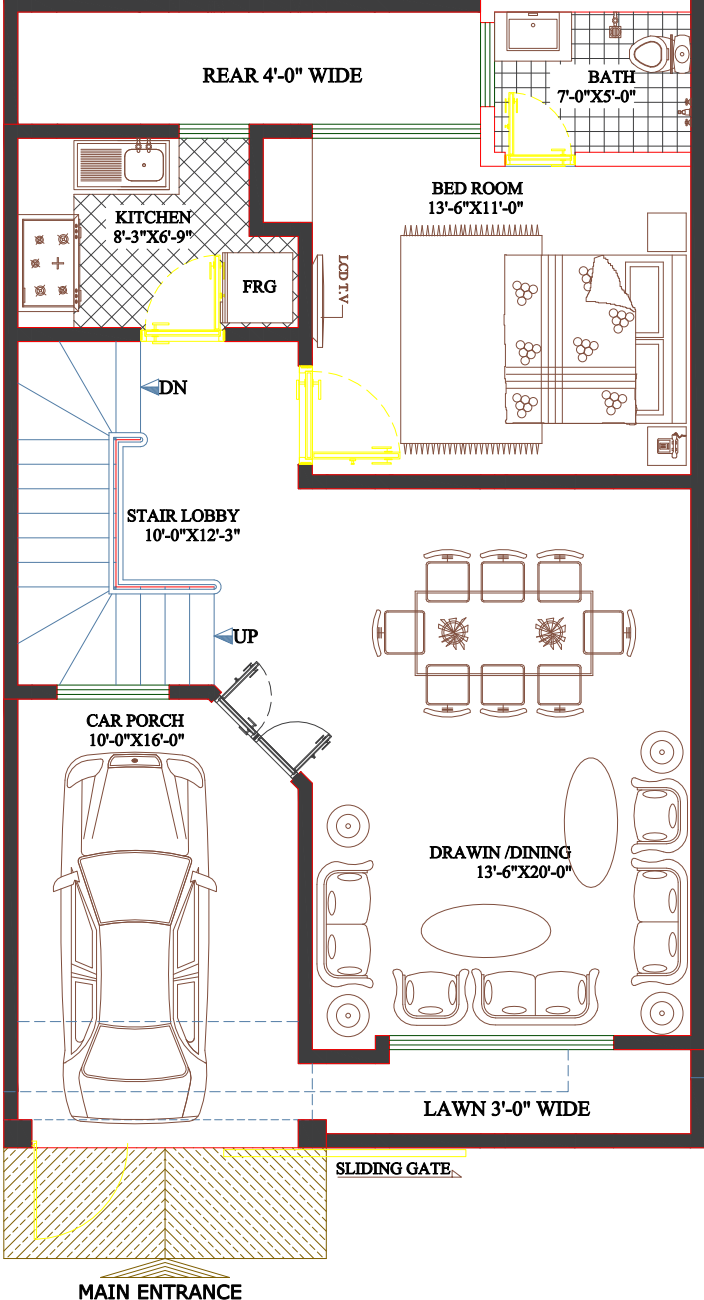 REAR 4'-0" WIDE
BATH
7'-0"X5'-0"
BED ROOM
13'-6"X11'-0"
KITCHEN
8'-3"X6'-9"
FRG
LCD T.V
DN
STAIR LOBBY
10'-0"X12'-3"
UP
CAR PORCH
10'-0"X16'-0"
DRAWIN /DINING
13'-6"X20'-0"
LAWN 3'-0" WIDE
SLIDING GATE
MAIN ENTRANCE